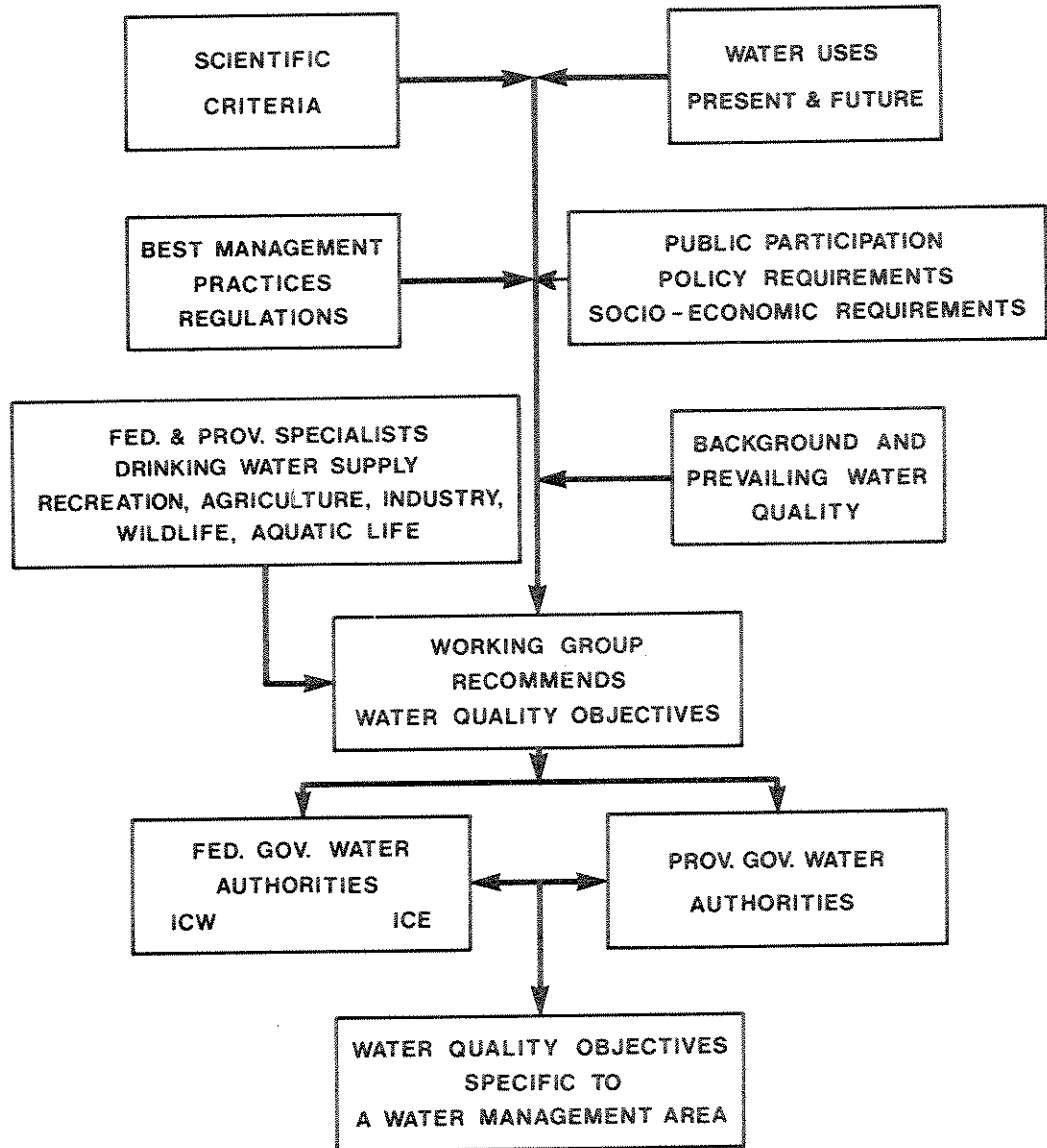 SCIENTIFIC
CRITERIA
WATER USES
PRESENT & FUTURE
BEST MANAGEMENT
PRACTICES
REGULATIONS
PUBLIC PARTICIPATION
POLICY REQUIREMENTS
SOCIO-ECONOMIC REQUIREMENTS
FED. & PROV. SPECIALISTS
DRINKING WATER SUPPLY
RECREATION, AGRICULTURE, INDUSTRY,
WILDLIFE, AQUATIC LIFE
BACKGROUND AND
PREVAILING WATER
QUALITY
WORKING GROUP
RECOMMENDS
WATER QUALITY OBJECTIVES
FED. GOV. WATER
AUTHORITIES
ICW ICE
PROV. GOV. WATER
AUTHORITIES
WATER QUALITY OBJECTIVES
SPECIFIC TO
A WATER MANAGEMENT AREA